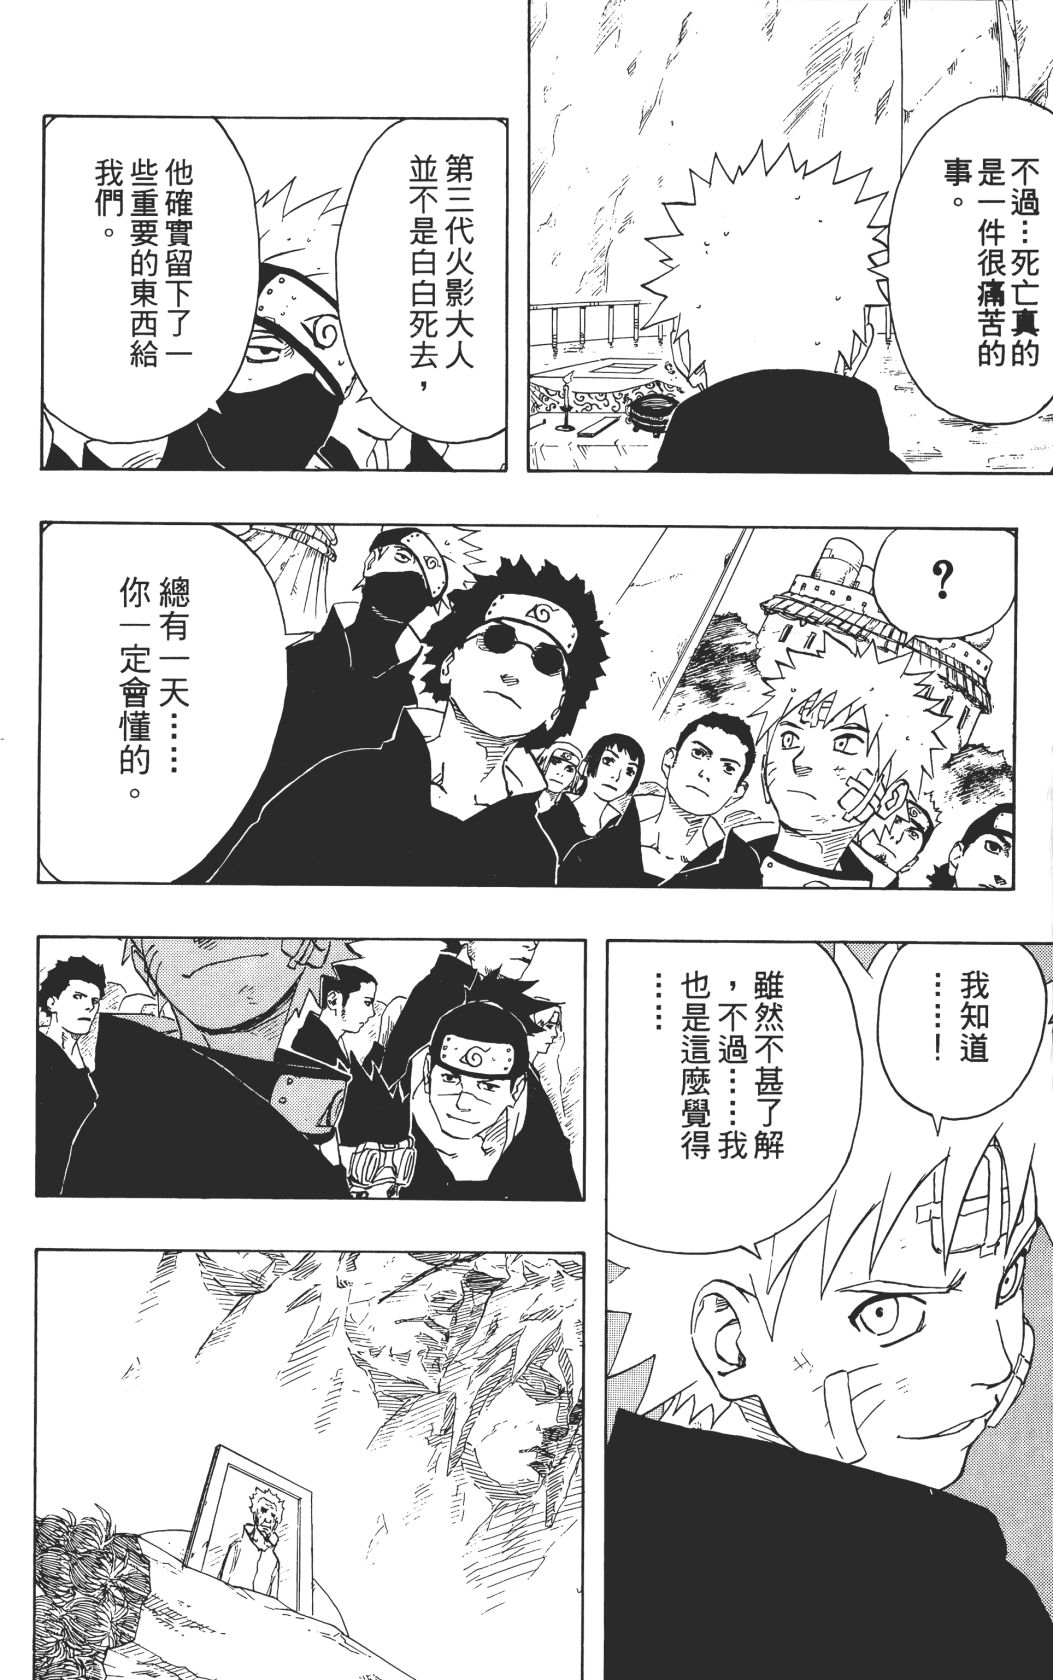 不過…死亡真的
是一件很痛苦的
事。
第三代火影大人
並不是白白死去，
他確實留下了一
些重要的東西給
我們。
？
總有一天……
你一定會懂的。
我知道
……！
雖然不甚了解
，不過……我
也是這麼覺得
……